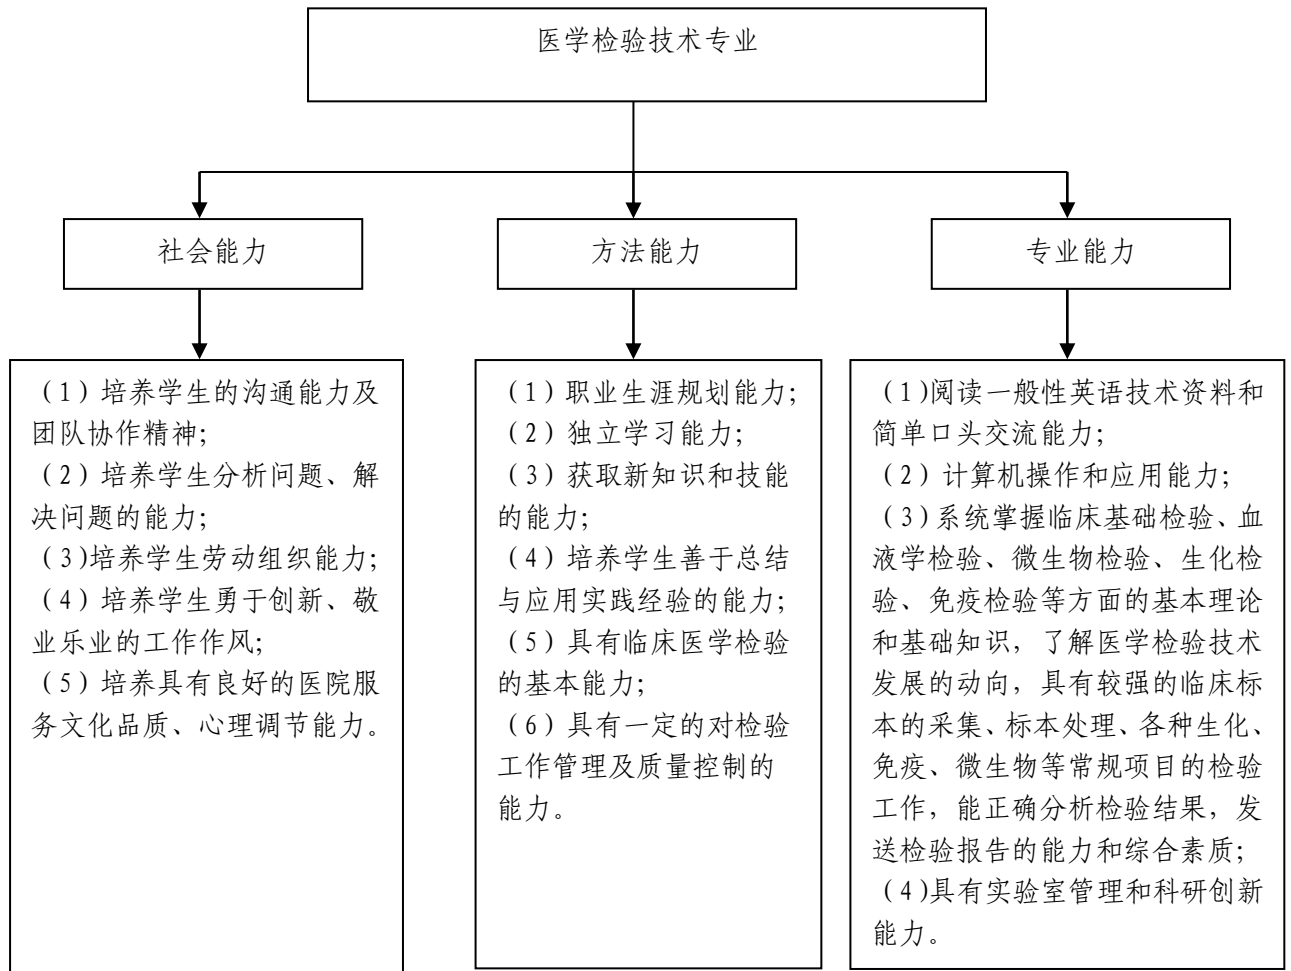 医学检验技术专业
社会能力
方法能力
专业能力
（1）培养学生的沟通能力及
团队协作精神；
（2）培养学生分析问题、解
决问题的能力；
（3)培养学生劳动组织能力；
（4）培养学生勇于创新、敬
业乐业的工作作风；
（5）培养具有良好的医院服
务文化品质、心理调节能力。
（1）职业生涯规划能力；
（2）独立学习能力；
（3）获取新知识和技能
的能力；
（4）培养学生善于总结
与应用实践经验的能力；
（5）具有临床医学检验
的基本能力；
（6）具有一定的对检验
工作管理及质量控制的
能力。
（1)阅读一般性英语技术资料和
简单口头交流能力；
（2）计算机操作和应用能力；
（3)系统掌握临床基础检验、血
液学检验、微生物检验、生化检
验、免疫检验等方面的基本理论
和基础知识，了解医学检验技术
发展的动向，具有较强的临床标
本的采集、标本处理、各种生化、
免疫、微生物等常规项目的检验
工作，能正确分析检验结果，发
送检验报告的能力和综合素质；
（4)具有实验室管理和科研创新
能力。